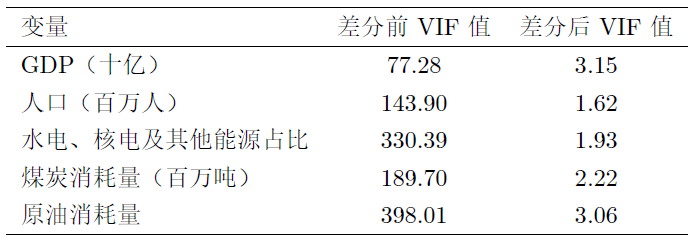 变量 差分前 VIF 值 差分后 VIF 值
GDP（十亿） 77.28 3.15
人口（百万人） 143.90 1.62
水电、核电及其他能源占比 330.39 1.93
煤炭消耗量（百万吨） 189.70 2.22
原油消耗量 398.01 3.06